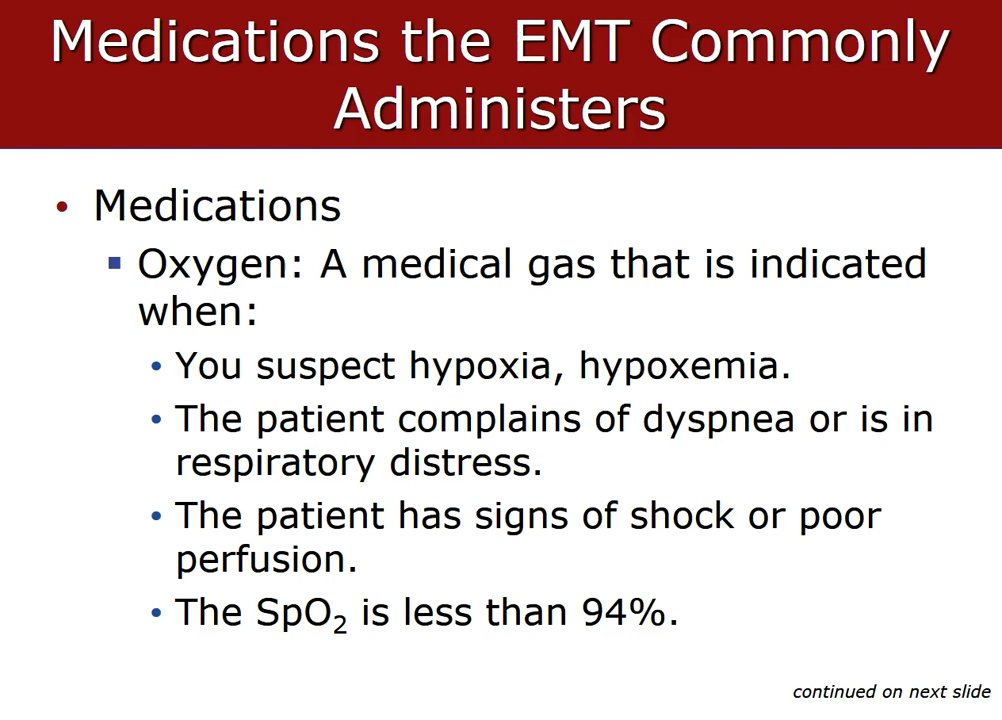 Medications the EMT Commonly
Administers
• Medications
▪ Oxygen: A medical gas that is indicated
when:
• You suspect hypoxia, hypoxemia.
• The patient complains of dyspnea or is in
respiratory distress.
• The patient has signs of shock or poor
perfusion.
• The SpO₂ is less than 94%.
continued on next slide